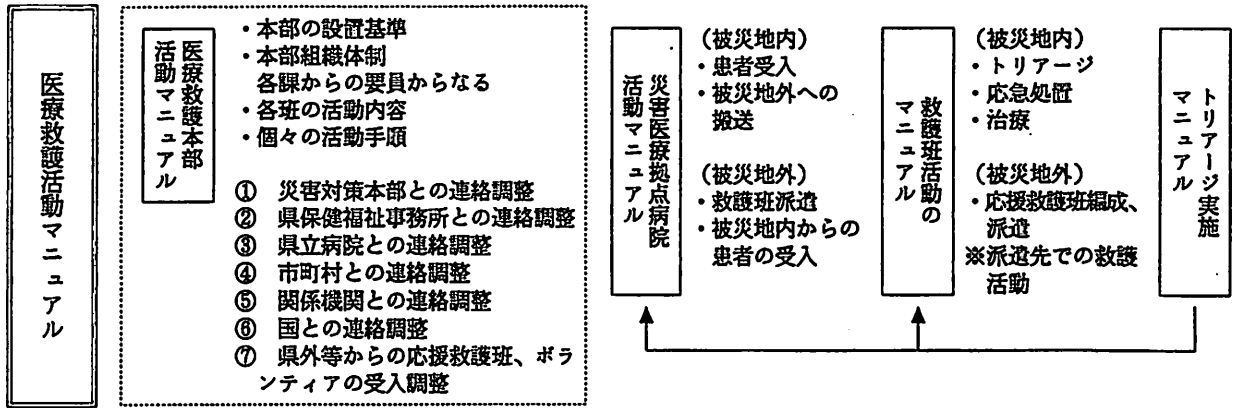 医療救護活動マニュアル
医療救護本部
活動マニュアル
・本部の設置基準
・本部組織体制
各課からの要員からなる
・各班の活動内容
・個々の活動手順
① 災害対策本部との連絡調整
② 県保健福祉事務所との連絡調整
③ 県立病院との連絡調整
④ 市町村との連絡調整
⑤ 関係機関との連絡調整
⑥ 国との連絡調整
⑦ 県外等からの応援救護班、ボラ
ンティアの受入調整
災害医療拠点病院
活動マニュアル
(被災地内)
・患者受入
・被災地外への
搬送
(被災地外)
・救護班派遣
・被災地内からの
患者の受入
救護班活動の
マニュアル
(被災地内)
・トリアージ
・応急処置
・治療
(被災地外)
・応援救護班編成、
派遣
※派遣先での救護
活動
トリアージ実施
マニュアル